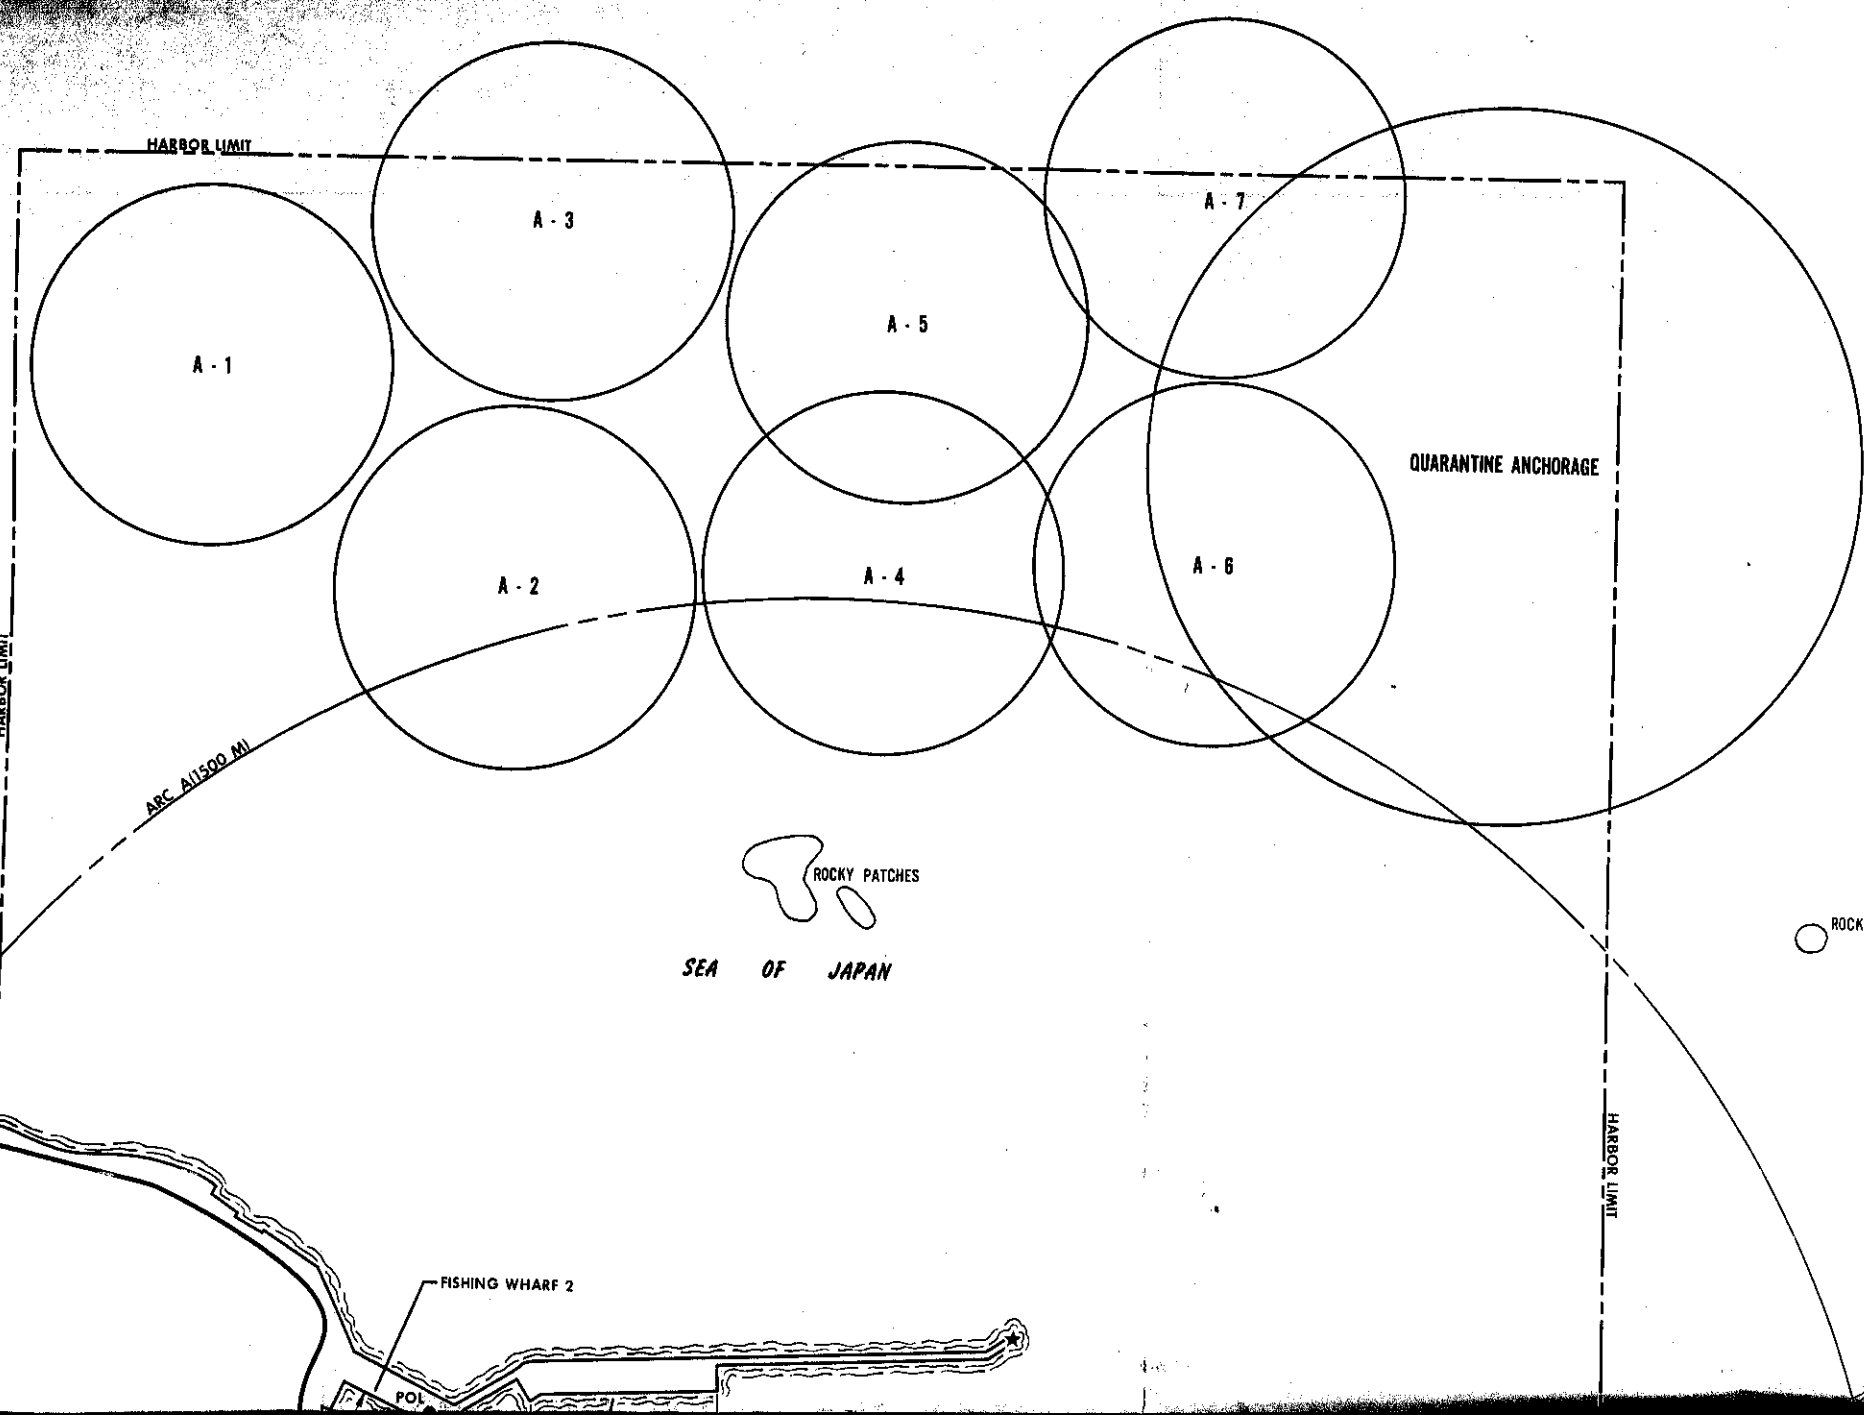 HARBOR LIMIT
A - 7
A - 3
A - 5
A - 1
QUARANTINE ANCHORAGE
A - 6
A - 4
A - 2
HARBOR LIMIT
ARC A(1500 M)
ROCKY PATCHES
ROCK
SEA OF JAPAN
HARBOR LIMIT
FISHING WHARF 2
POL